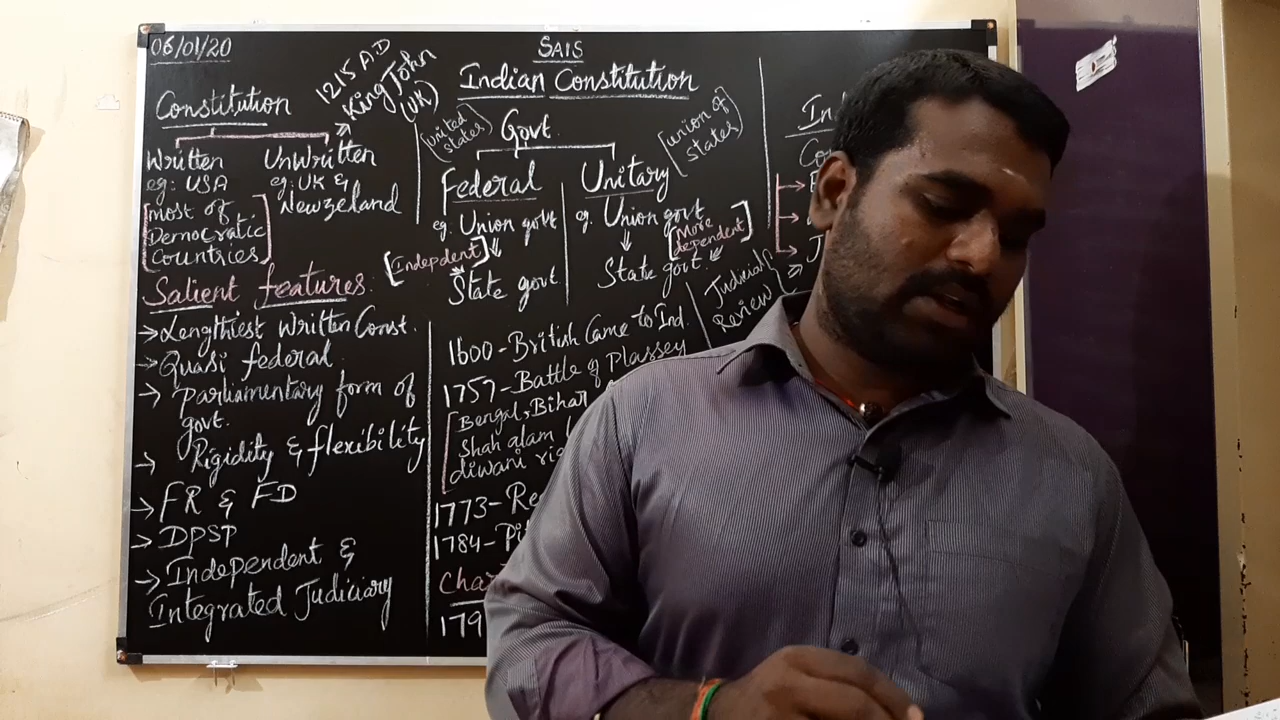 06/01/20
SAIS
Indian Constitution
Constitution
1215 A.D
King John
(UK)
Written
eg: USA
[most of
Democratic
Countries]
UnWritten
eg: UK &
Newzeland
Govt.
[united
states]
[union of
states]
Federal
eg. Union govt
[Indepdent]
State govt.
Unitary
eg. Union govt
[More
dependent]
State govt.
Salient features.
→Lengthiest Written Const.
→Quasi federal
→ Parliamentary form of
govt.
→ Rigidity & flexibility
→ FR & FD
→ DPSP
→ Independent &
Integrated Judiciary
1600-British Came to Ind.
1757-Battle of Plassey
[Bengal, Bihar
Shah alam
diwani
1773-
1784-
179
Judicial
Review